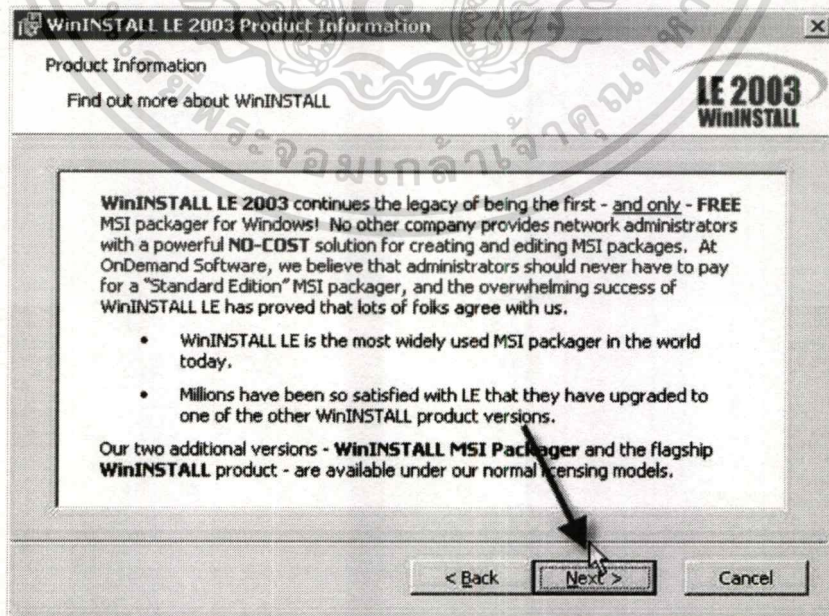 WinINSTALL LE 2003 Product Information
Product Information
Find out more about WinINSTALL
LE 2003
WinINSTALL
WinINSTALL LE 2003 continues the legacy of being the first - and only - FREE
MSI packager for Windows! No other company provides network administrators
with a powerful NO-COST solution for creating and editing MSI packages. At
OnDemand Software, we believe that administrators should never have to pay
for a "Standard Edition" MSI packager, and the overwhelming success of
WinINSTALL LE has proved that lots of folks agree with us.
• WinINSTALL LE is the most widely used MSI packager in the world
today.
• Millions have been so satisfied with LE that they have upgraded to
one of the other WinINSTALL product versions.
Our two additional versions - WinINSTALL MSI Packager and the flagship
WinINSTALL product - are available under our normal licensing models.
< Back
Next >
Cancel